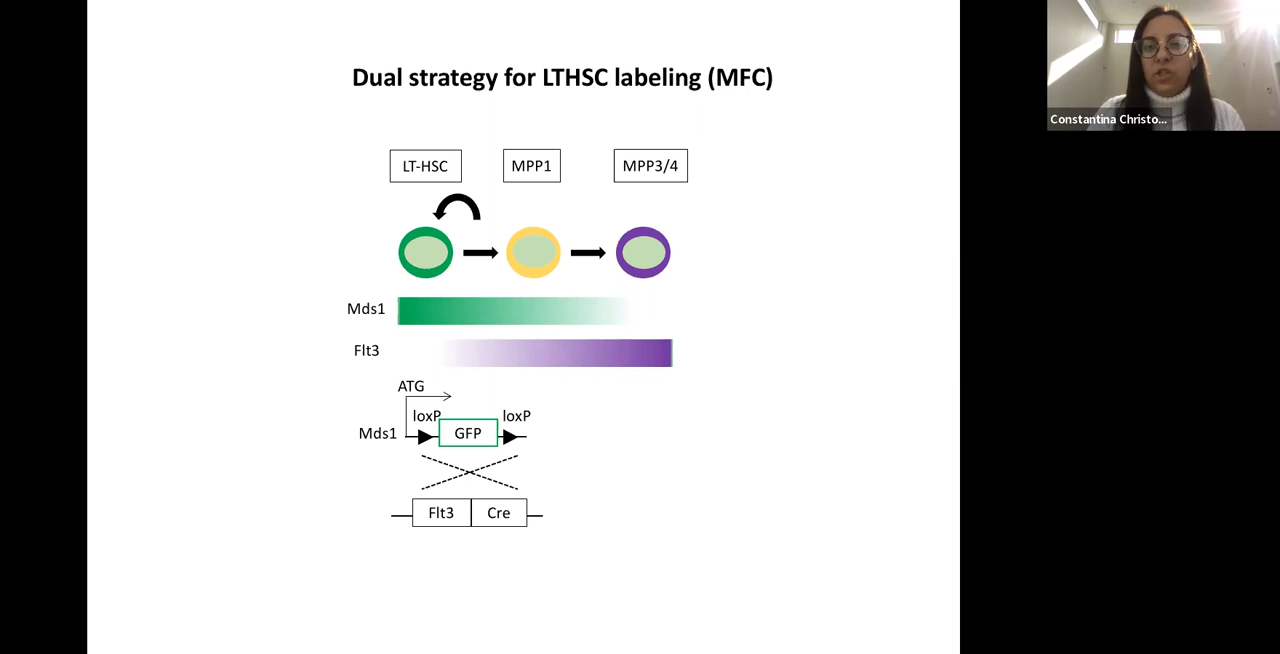 Dual strategy for LTHSC labeling (MFC)
Constantina Christo...
LT-HSC MPP1 MPP3/4
Mds1
Flt3
ATG
loxP loxP
Mds1 GFP
Flt3 Cre